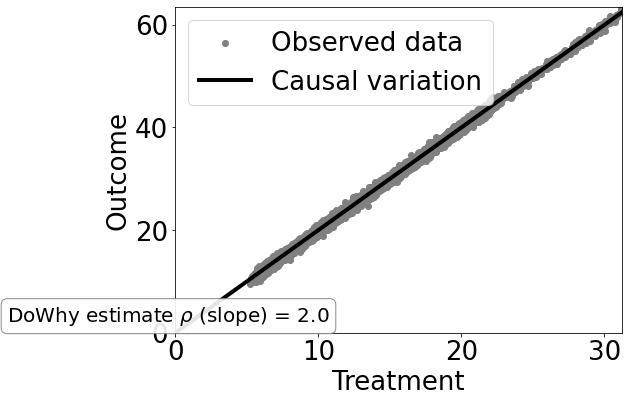 60
Observed data
Causal variation
40
Outcome
20
DoWhy estimate ρ (slope) = 2.0
0
0 10 20 30
Treatment